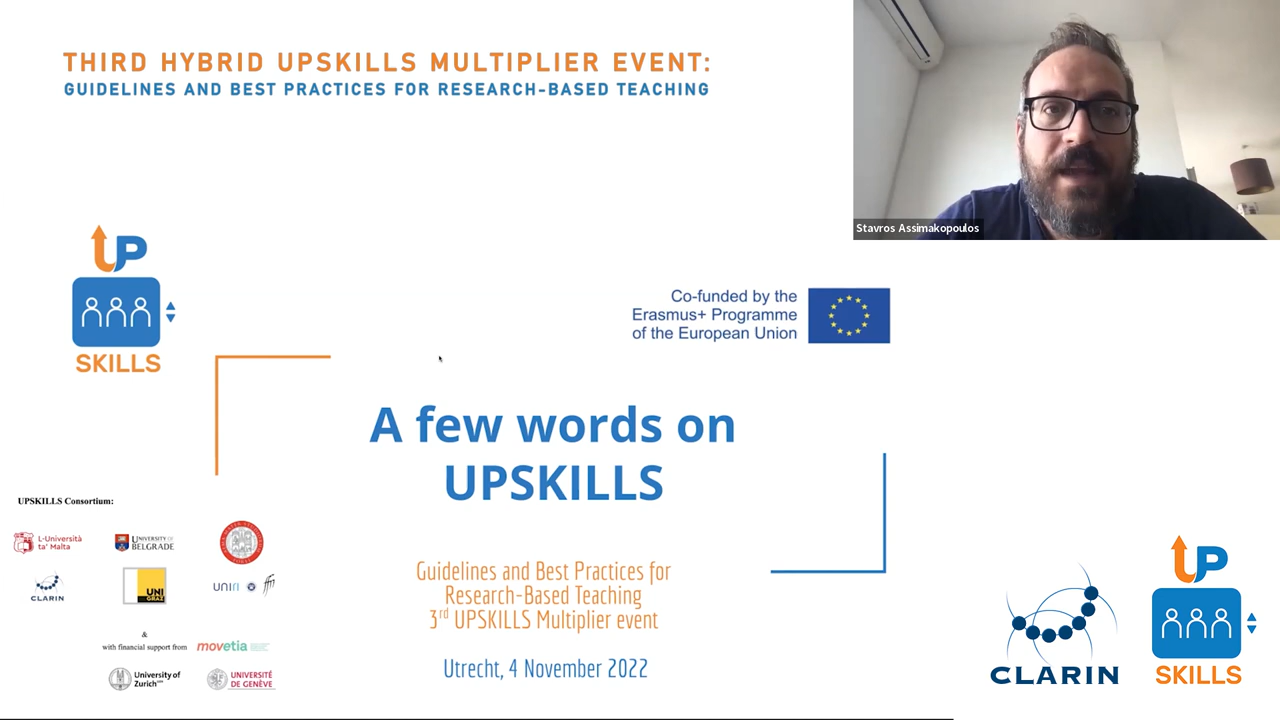 THIRD HYBRID UPSKILLS MULTIPLIER EVENT:
GUIDELINES AND BEST PRACTICES FOR RESEARCH-BASED TEACHING
Stavros Assimakopoulos
UP
SKILLS
Co-funded by the
Erasmus+ Programme
of the European Union
A few words on
UPSKILLS
UPSKILLS Consortium:
L-Università
ta' Malta
UNIVERSITY OF
BELGRADE
CLARIN
UNI
GRAZ
UNIRI
&
with financial support from
movetia
University of
Zurich
UNIVERSITÉ
DE GENÈVE
Guidelines and Best Practices for
Research-Based Teaching
3rd UPSKILLS Multiplier event
Utrecht, 4 November 2022
CLARIN
UP
SKILLS